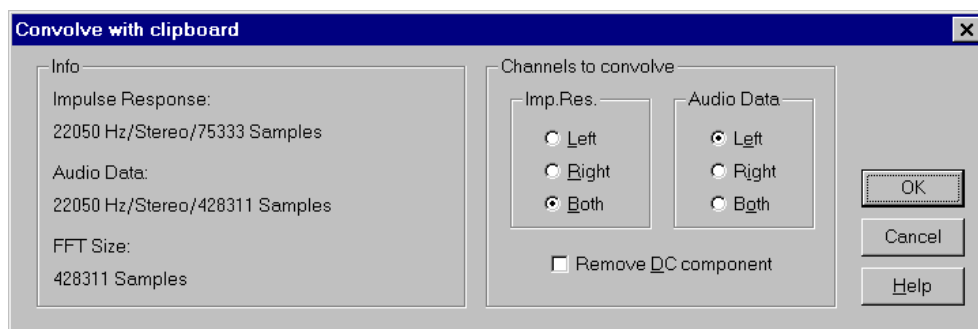 Convolve with clipboard
Info
Impulse Response:
22050 Hz/Stereo/75333 Samples
Audio Data:
22050 Hz/Stereo/428311 Samples
FFT Size:
428311 Samples
Channels to convolve
Imp.Res.
Left
Right
Both
Audio Data
Left
Right
Both
Remove DC component
OK
Cancel
Help